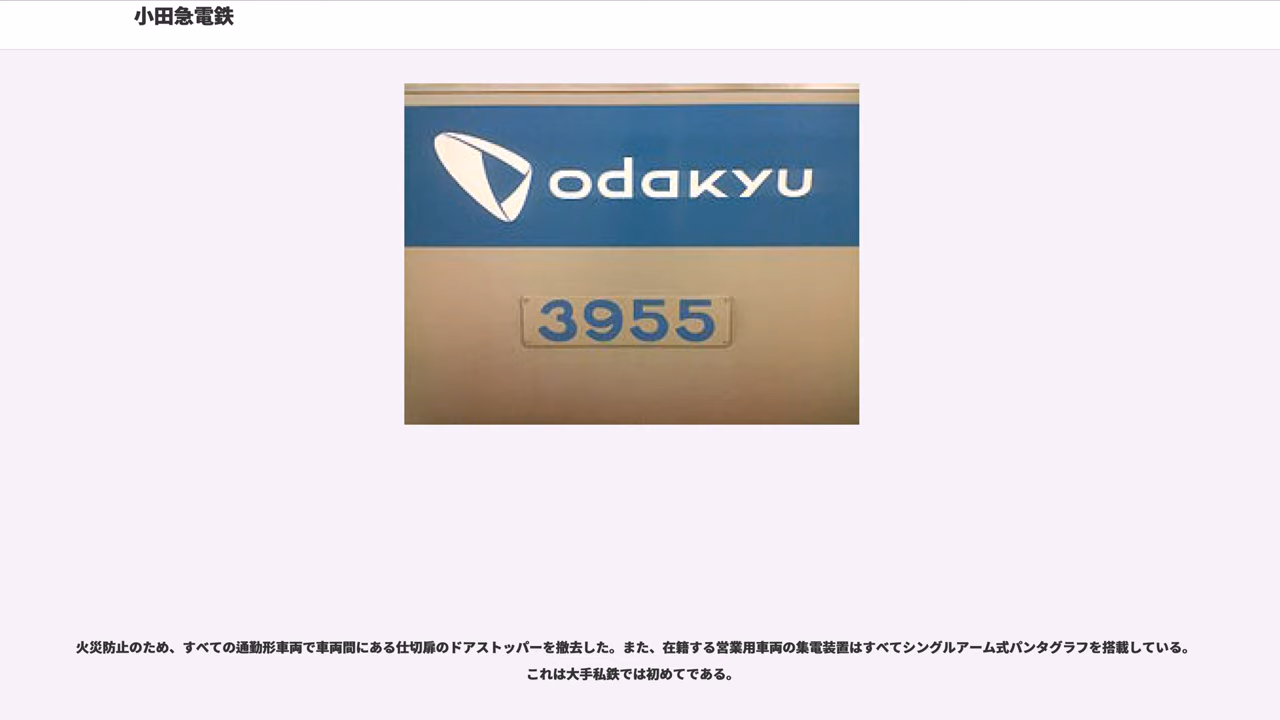 小田急電鉄
odakyu
3955
火災防止のため、すべての通勤形車両で車両間にある仕切扉のドアストッパーを撤去した。また、在籍する営業用車両の集電装置はすべてシングルアーム式パンタグラフを搭載している。
これは大手私鉄では初めてである。